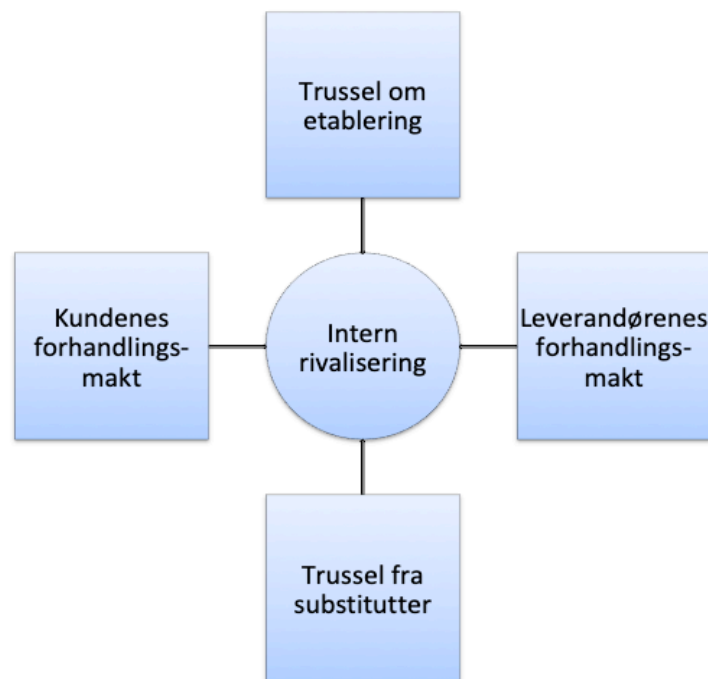 Trussel om
etablering
Kundenes
forhandlings-
makt
Intern
rivalisering
Leverandørenes
forhandlings-
makt
Trussel fra
substitutter